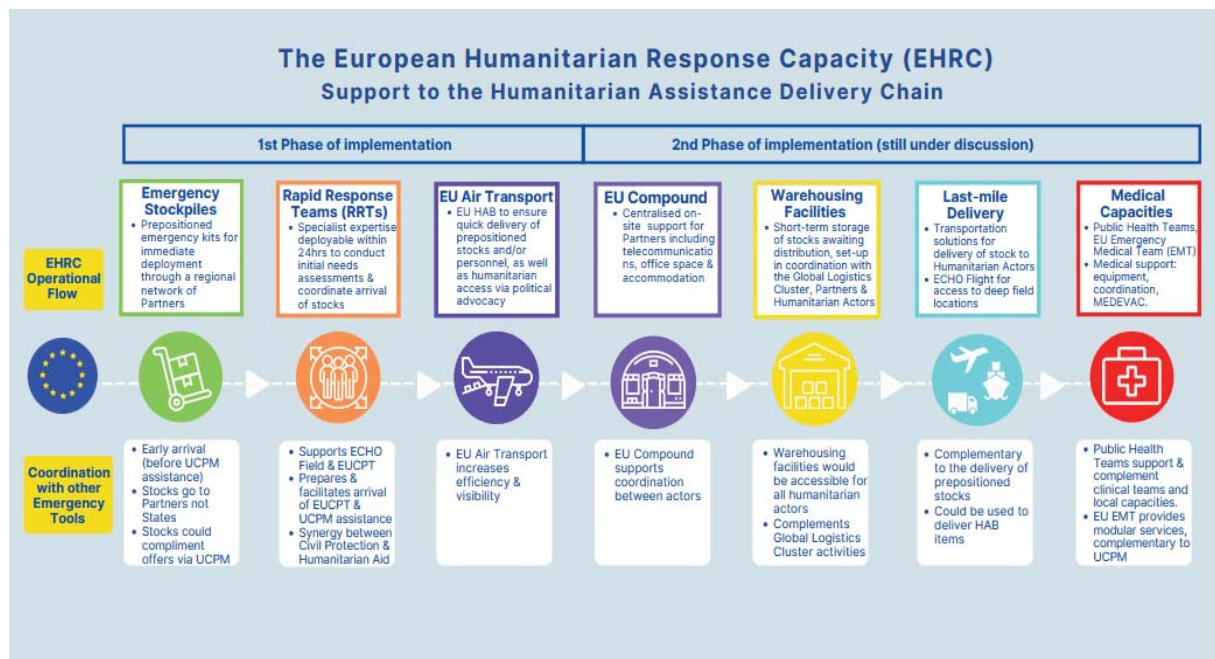 The European Humanitarian Response Capacity (EHRC)
Support to the Humanitarian Assistance Delivery Chain
1st Phase of implementation
2nd Phase of implementation (still under discussion)
EHRC
Operational
Flow
Emergency
Stockpiles
• Prepositioned
emergency kits for
immediate
deployment
through a regional
network of
Partners
Rapid Response
Teams (RRTs)
• Specialist expertise
deployable within
24hrs to conduct
initial needs
assessments &
coordinate arrival
of stocks
EU Air Transport
• EU HAB to ensure
quick delivery of
prepositioned
stocks and/or
personnel, as well
as humanitarian
access via political
advocacy
EU Compound
• Centralised on-
site support for
Partners including
telecommunicatio
ns, office space &
accommodation
Warehousing
Facilities
• Short-term storage
of stocks awaiting
distribution, set-up
in coordination with
the Global Logistics
Cluster, Partners &
Humanitarian Actors
Last-mile
Delivery
• Transportation
solutions for
delivery of stock to
Humanitarian Actors
• ECHO Flight for
access to deep field
locations
Medical
Capacities
• Public Health Teams,
EU Emergency
Medical Team (EMT)
• Medical support:
equipment,
coordination,
MEDEVAC.
Coordination
with other
Emergency
Tools
• Early arrival
(before UCPM
assistance)
• Stocks go to
Partners not
States
• Stocks could
compliment
offers via UCPM
• Supports ECHO
Field & EUCPT
• Prepares &
facilitates arrival
of EUCPT &
UCPM assistance
• Synergy between
Civil Protection &
Humanitarian Aid
• EU Air Transport
increases
efficiency &
visibility
• EU Compound
supports
coordination
between actors
• Warehousing
facilities would
be accessible for
all humanitarian
actors
• Complements
Global Logistics
Cluster activities
• Complementary
to the delivery of
prepositioned
stocks
• Could be used to
deliver HAB
items
• Public Health
Teams support &
complement
clinical teams and
local capacities.
• EU EMT provides
modular services,
complementary to
UCPM